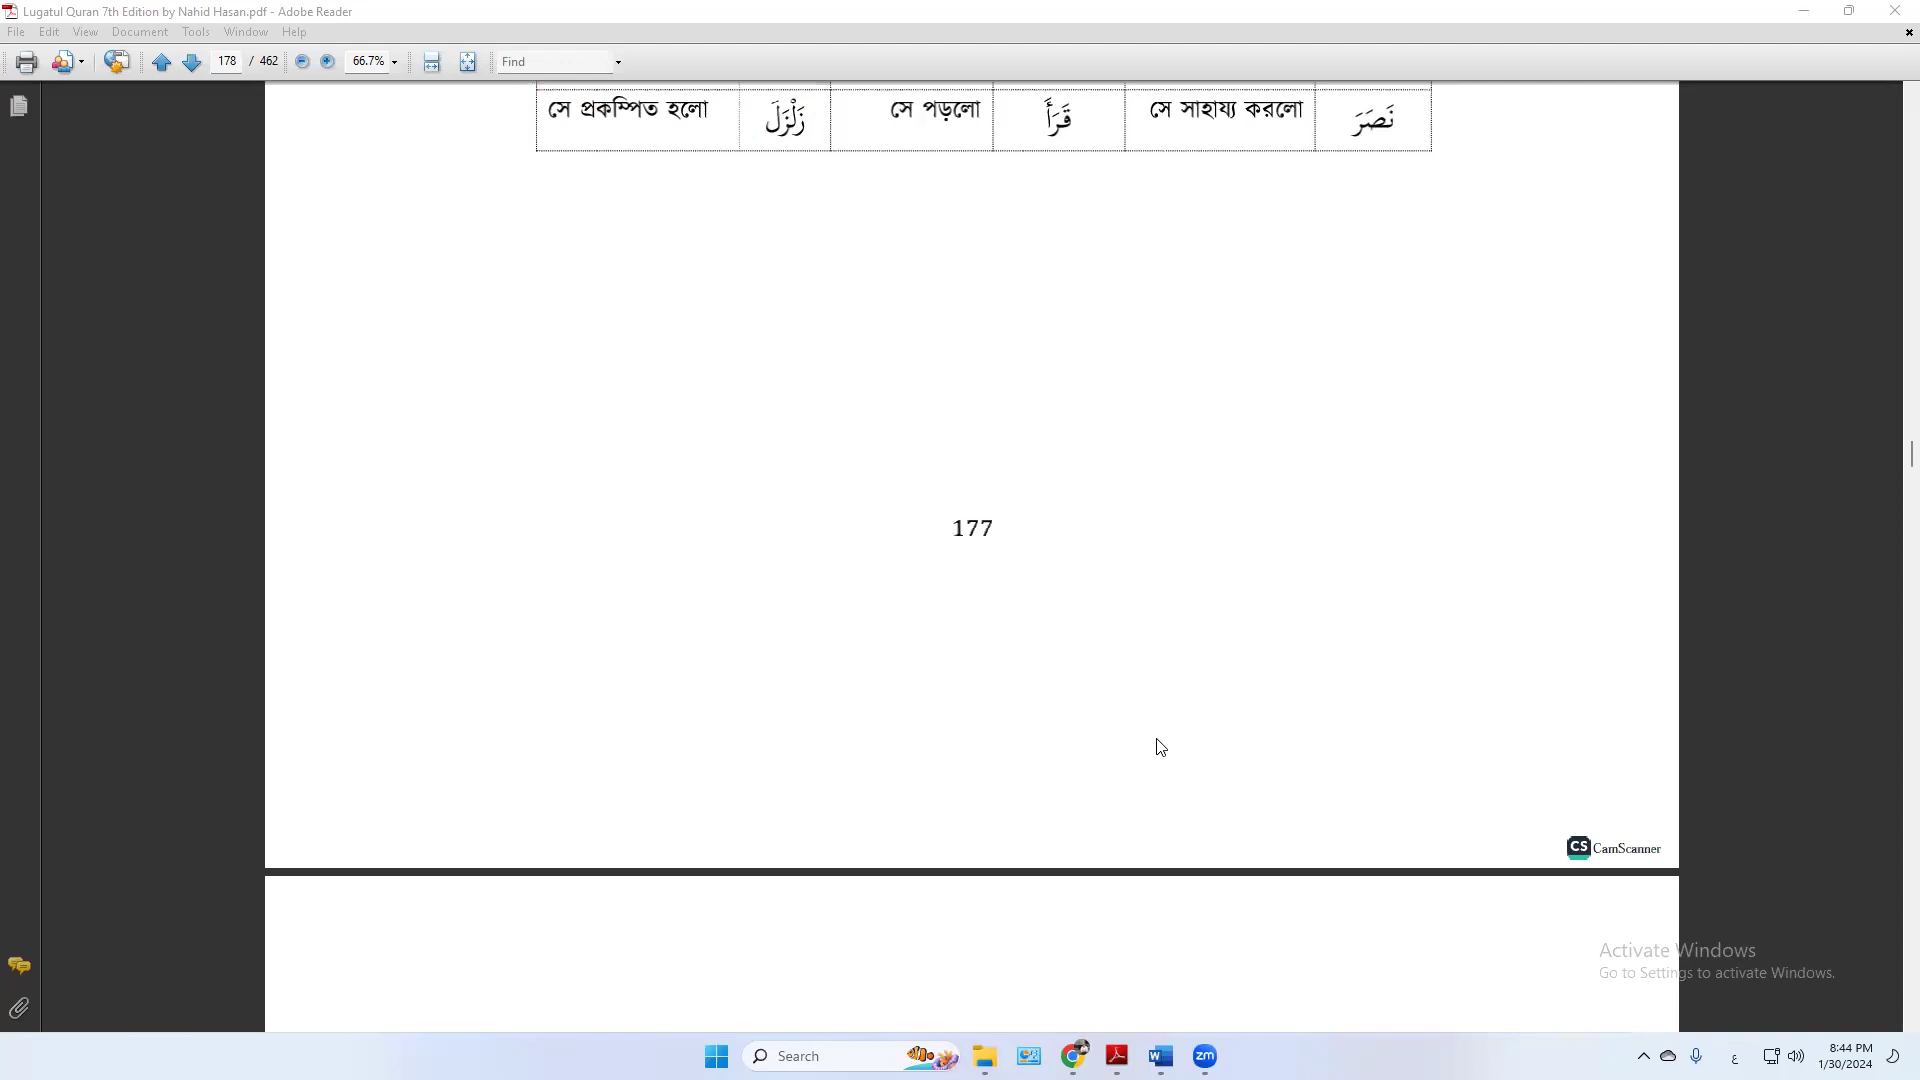 Lugatul Quran 7th Edition by Nahid Hasan.pdf - Adobe Reader
File Edit View Document Tools Window Help
178 / 462 66.7% Find
সে প্রকম্পিত হলো زَلْزَلَ সে পড়লো قَرَأَ সে সাহায্য করলো نَصَرَ
177
CS CamScanner
Activate Windows
Go to Settings to activate Windows.
Search
zm
ع
8:44 PM
1/30/2024